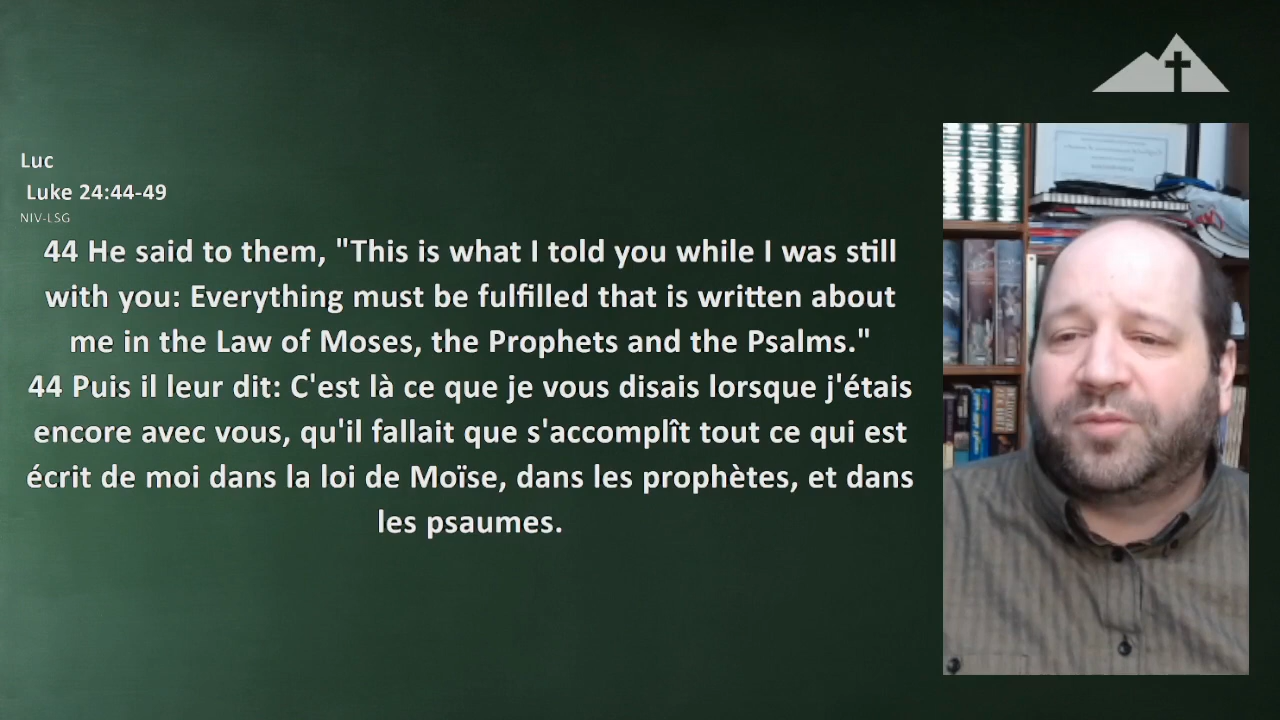 Luc
Luke 24:44-49
NIV-LSG
44 He said to them, "This is what I told you while I was still
with you: Everything must be fulfilled that is written about
me in the Law of Moses, the Prophets and the Psalms."
44 Puis il leur dit: C'est là ce que je vous disais lorsque j'étais
encore avec vous, qu'il fallait que s'accomplît tout ce qui est
écrit de moi dans la loi de Moïse, dans les prophètes, et dans
les psaumes.